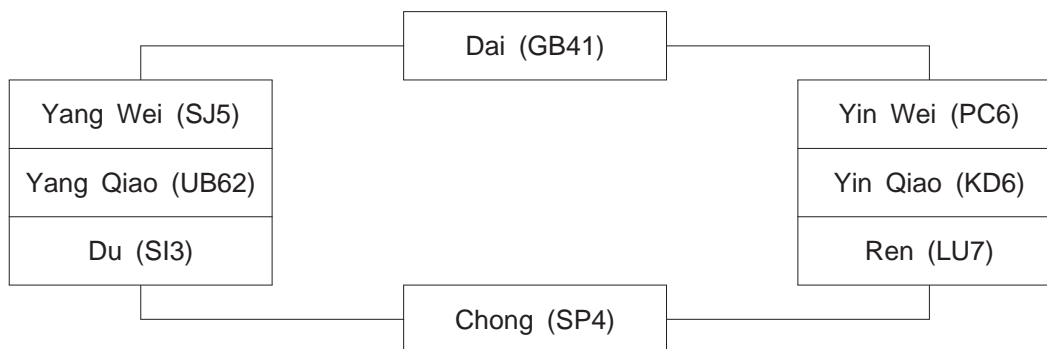 Dai (GB41)
Yang Wei (SJ5)
Yin Wei (PC6)
Yang Qiao (UB62)
Yin Qiao (KD6)
Du (SI3)
Ren (LU7)
Chong (SP4)